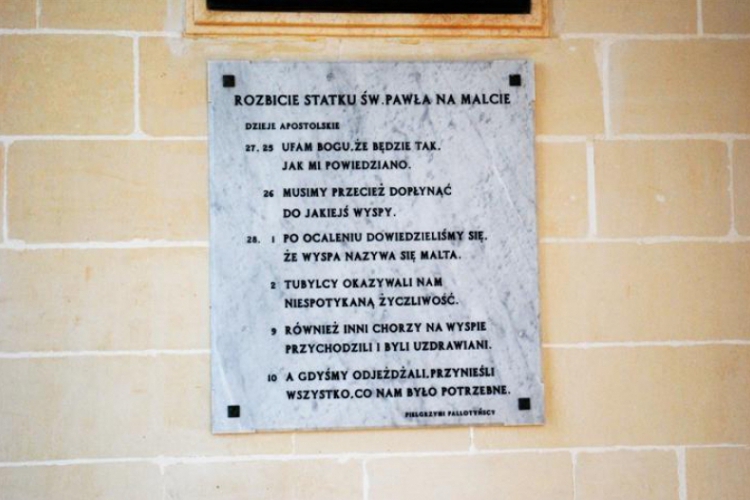 ROZBICIE STATKU ŚW.PAWŁA NA MALCIE
DZIEJE APOSTOLSKIE
27, 25 UFAM BOGU,ŻE BĘDZIE TAK,
JAK MI POWIEDZIANO.
26 MUSIMY PRZECIEŻ DOPŁYNĄĆ
DO JAKIEJŚ WYSPY.
28, 1 PO OCALENIU DOWIEDZIELIŚMY SIĘ,
ŻE WYSPA NAZYWA SIĘ MALTA.
2 TUBYLCY OKAZYWALI NAM
NIESPOTYKANĄ ŻYCZLIWOŚĆ.
9 RÓWNIEŻ INNI CHORZY NA WYSPIE
PRZYCHODZILI I BYLI UZDRAWIANI.
10 A GDYŚMY ODJEŻDŻALI,PRZYNIEŚLI
WSZYSTKO,CO NAM BYŁO POTRZEBNE.
PIELGRZYMI PALLOTYŃSCY